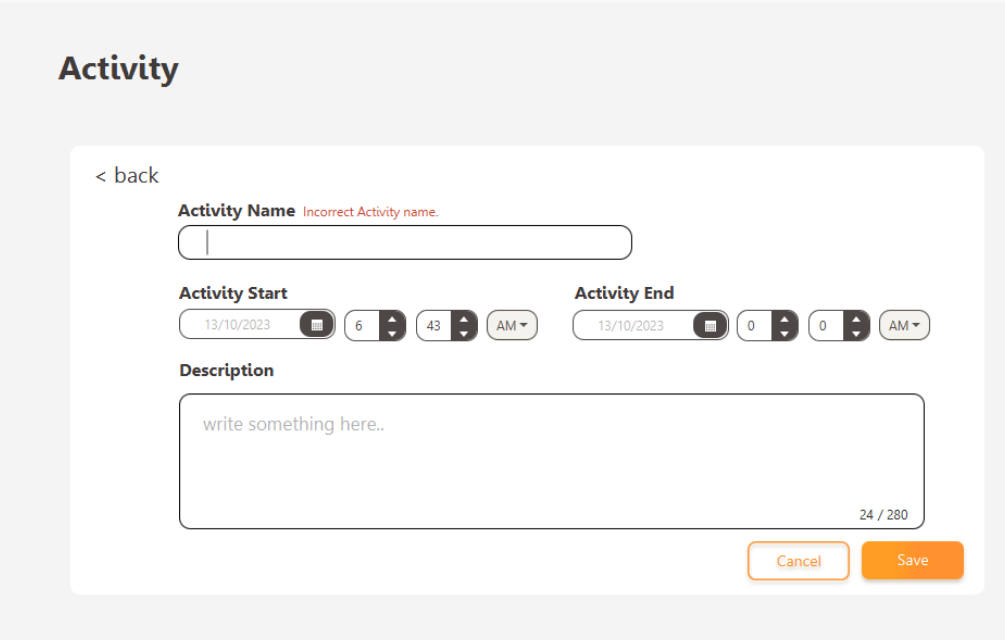 Activity
< back
Activity Name Incorrect Activity name.
Activity Start Activity End
13/10/2023 6 43 AM 13/10/2023 0 0 AM
Description
write something here..
24 / 280
Cancel Save